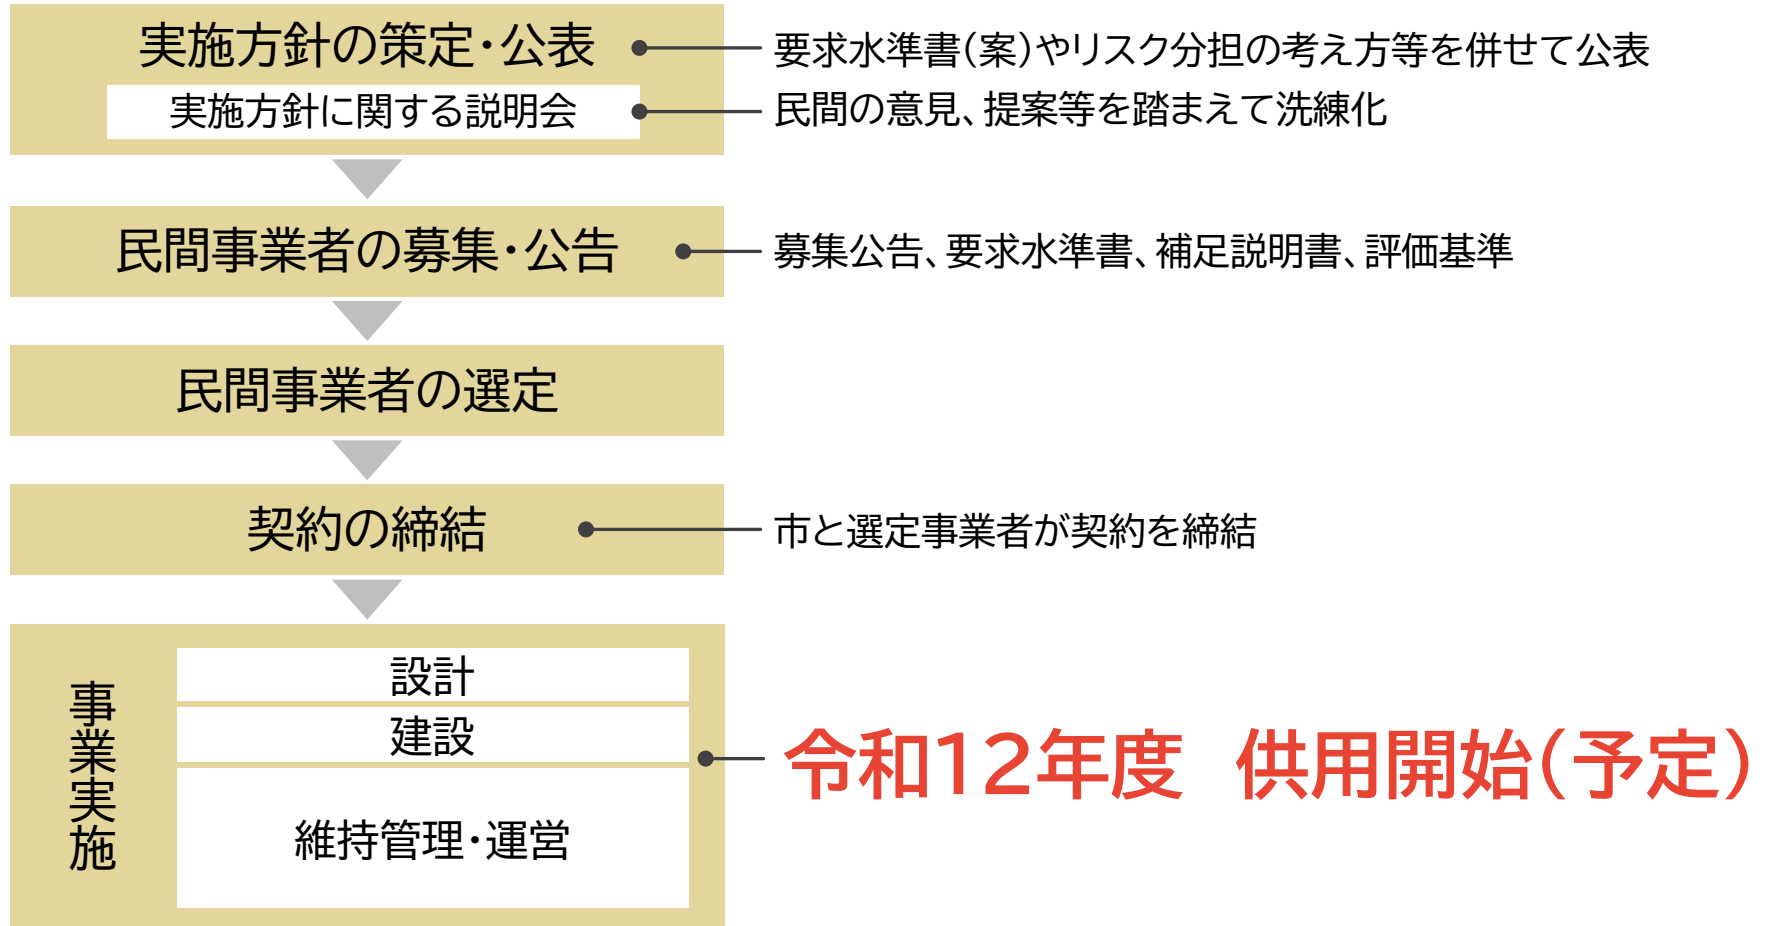 実施方針の策定・公表
要求水準書(案)やリスク分担の考え方等を併せて公表
実施方針に関する説明会
民間の意見、提案等を踏まえて洗練化
民間事業者の募集・公告
募集公告、要求水準書、補足説明書、評価基準
民間事業者の選定
契約の締結
市と選定事業者が契約を締結
事業実施
設計
建設
維持管理・運営
令和12年度　供用開始(予定)